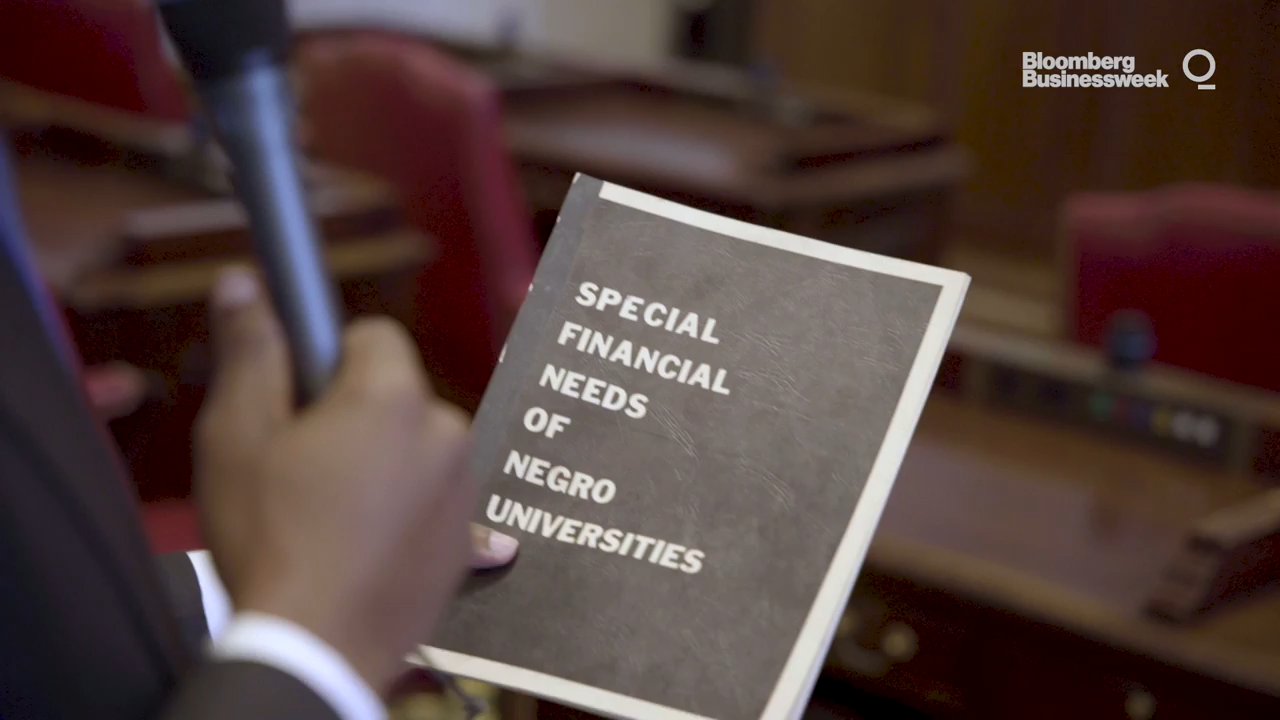 Bloomberg
Businessweek
SPECIAL
FINANCIAL
NEEDS
OF
NEGRO
UNIVERSITIES